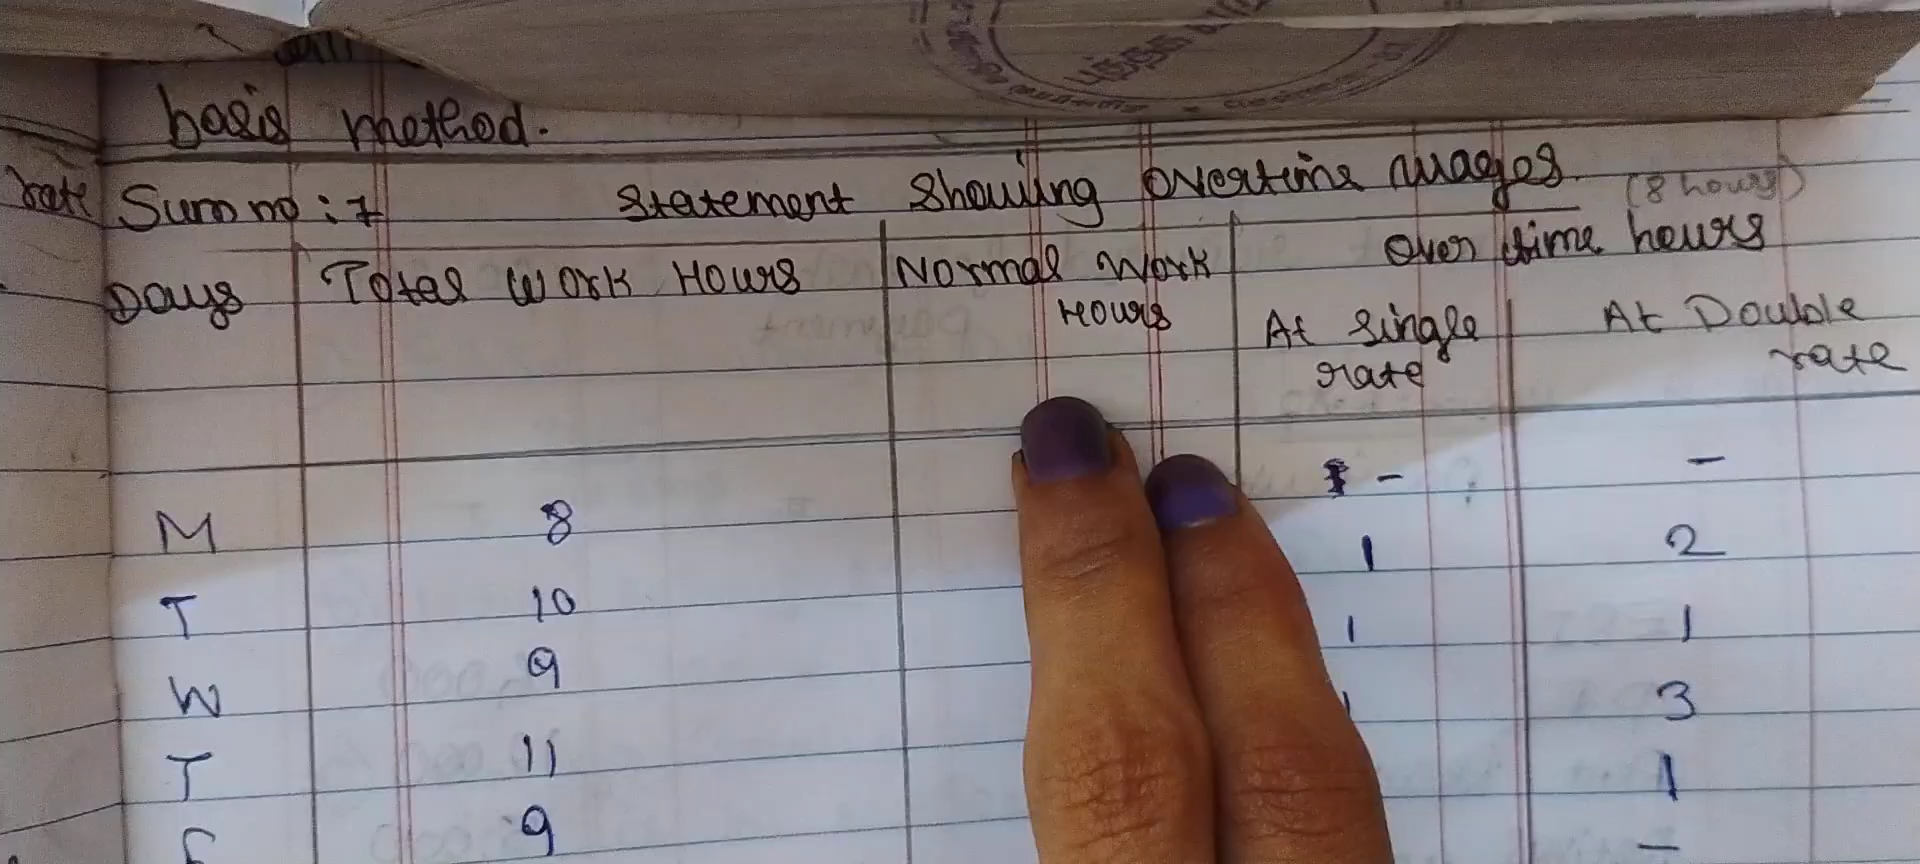 basis method.
rate
Sum no : 7 Statement Showing Overtime wages. (8 hours)
Days Total Work Hours Normal Work Hours Over time hours
At Single rate At Double rate
M 8 - -
T 10 1 2
W 9 1 1
T 11 1 3
F 9 1
-